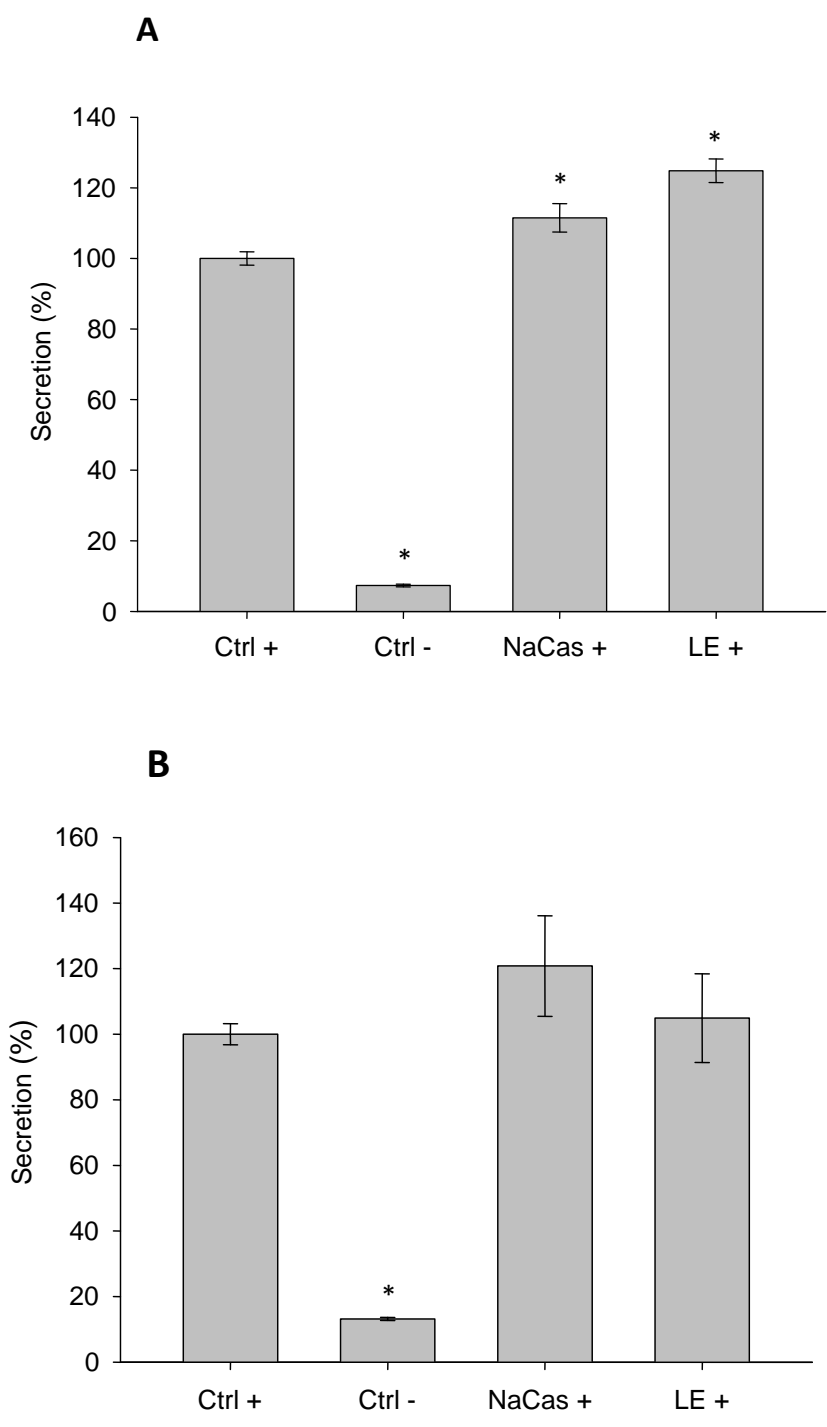 A
140
120
100
80
60
40
20
0
Secretion (%)
*
*
*
Ctrl +
Ctrl -
NaCas +
LE +
B
160
140
120
100
80
60
40
20
0
Secretion (%)
*
Ctrl +
Ctrl -
NaCas +
LE +